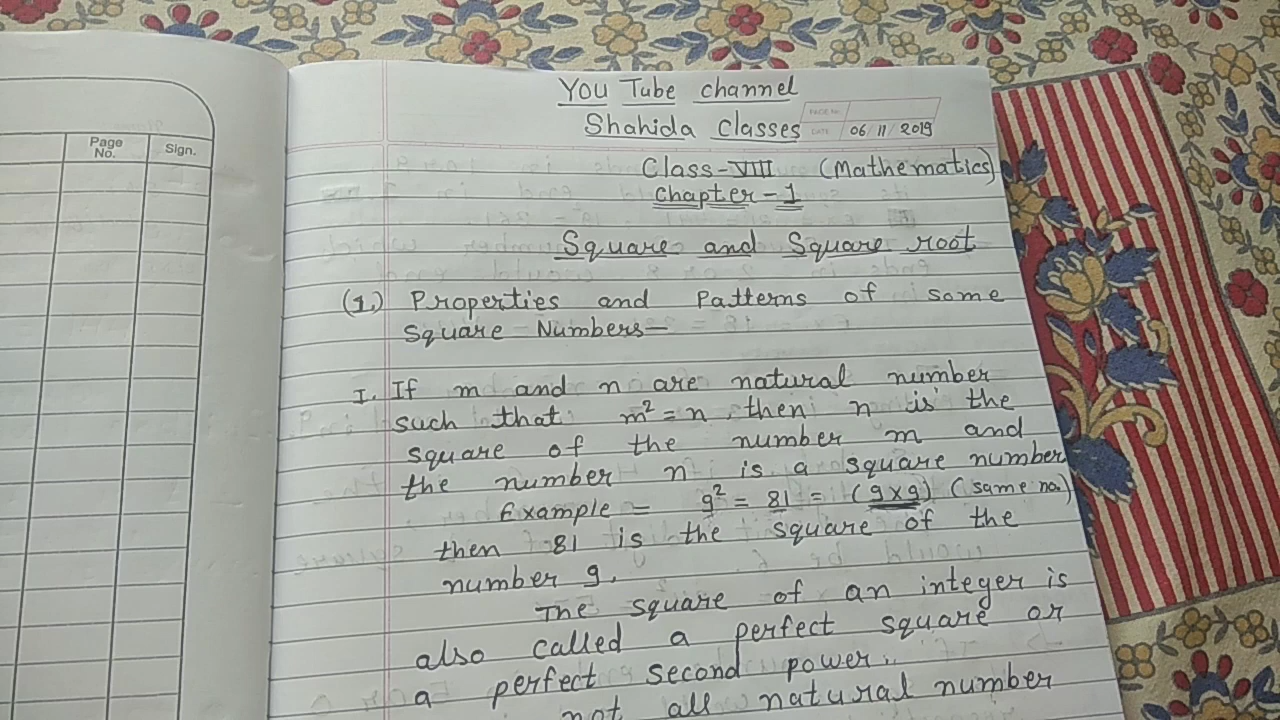 Page No.
Sign.
You Tube channel
Shahida Classes
PAGE No.
DATE 06/11/2019
Class-VIII (Mathematics)
Chapter-1
Square and Square root
(1.) Properties and Patterns of some
Square Numbers—
I. If m and n are natural number
such that m² = n then n is the
square of the number m and
the number n is a square number
Example = 9² = 81 = (9×9) (same no.)
then 81 is the square of the
number 9.
The square of an integer is
also called a perfect square or
a perfect second power.
not all natural number